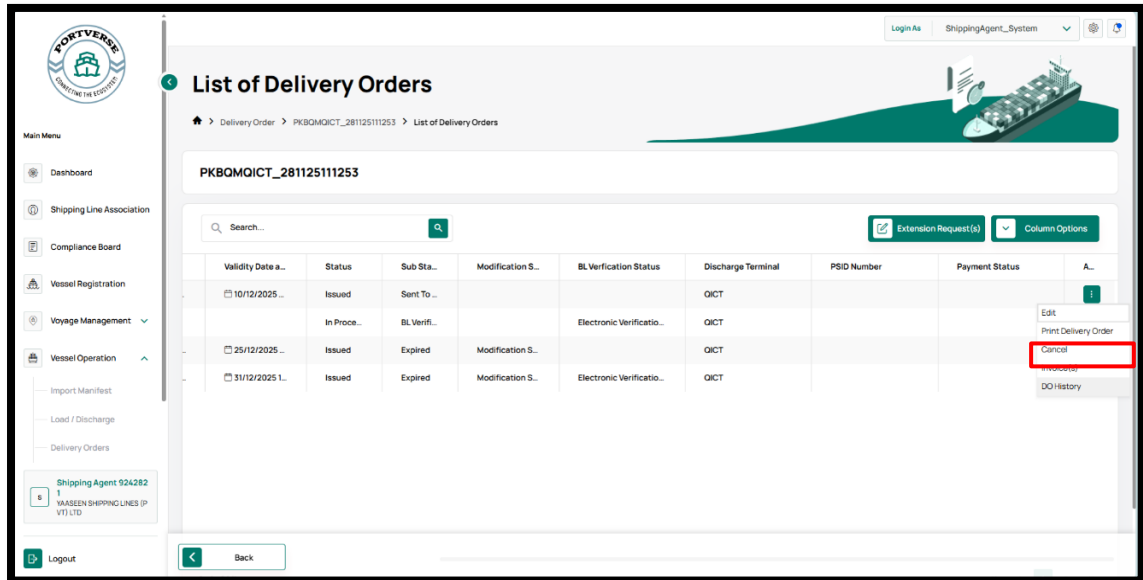 PORTVERSE
CONNECTING THE ECOSYSTEM
Login As
ShippingAgent_System
List of Delivery Orders
Delivery Order > PKBQMQICT_281125111253 > List of Delivery Orders
Main Menu
Dashboard
Shipping Line Association
Compliance Board
Vessel Registration
Voyage Management
Vessel Operation
Import Manifest
Load / Discharge
Delivery Orders
Shipping Agent 924282
1
YAASEEN SHIPPING LINES (P
VT) LTD
Logout
PKBQMQICT_281125111253
Search...
Extension Request(s)
Column Options
Validity Date a... Status Sub Sta... Modification S... BL Verfication Status Discharge Terminal PSID Number Payment Status A...
10/12/2025 ... Issued Sent To ... QICT
In Proce... BL Verifi... Electronic Verificatio... QICT
25/12/2025 ... Issued Expired Modification S... QICT
31/12/2025 1... Issued Expired Modification S... Electronic Verificatio... QICT
Edit
Print Delivery Order
Cancel
Invoice(s)
DO History
Back